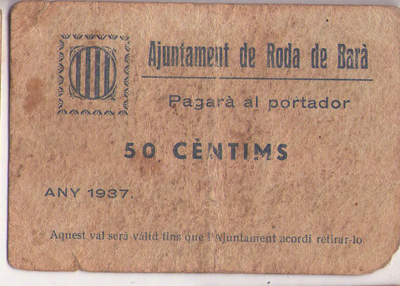 Ajuntament de Roda de Barà
Pagarà al portador
50 CÈNTIMS
ANY 1937.
Aquest val serà vàlid fins que l'Ajuntament acordi retirar-lo